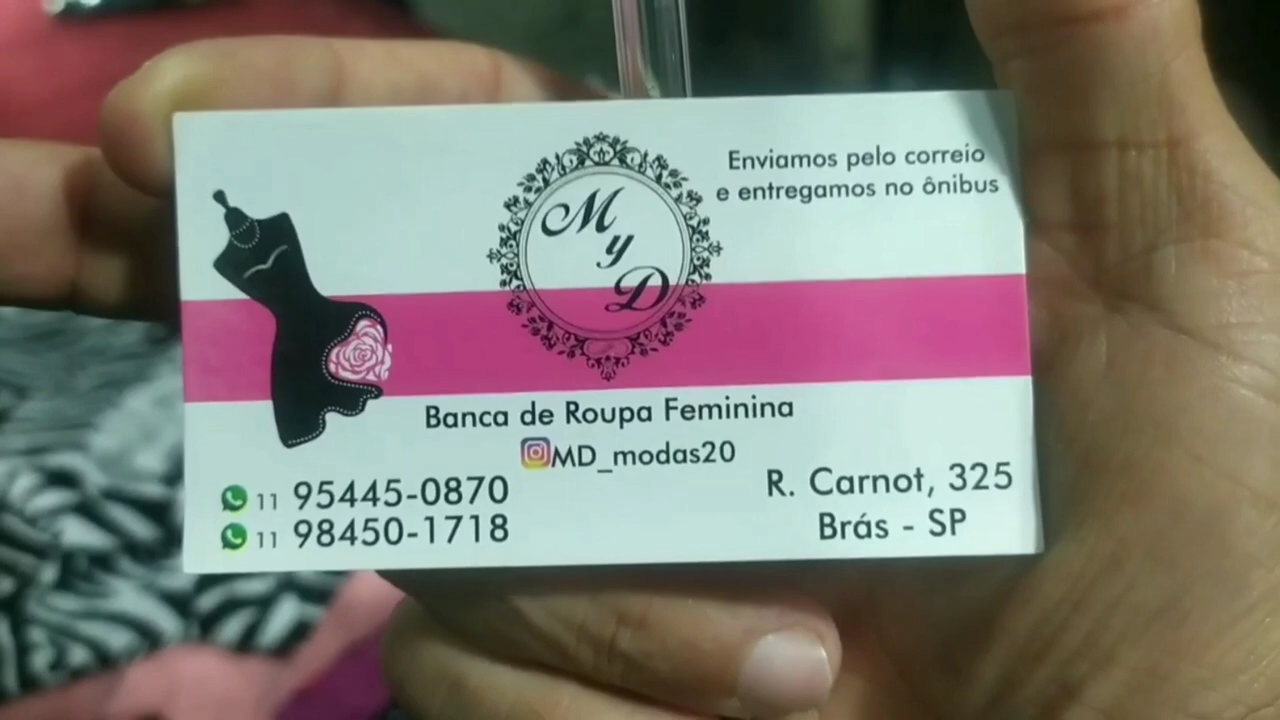 Enviamos pelo correio
e entregamos no ônibus
M
y
D
Banca de Roupa Feminina
MD_modas20
11 95445-0870
11 98450-1718
R. Carnot, 325
Brás - SP